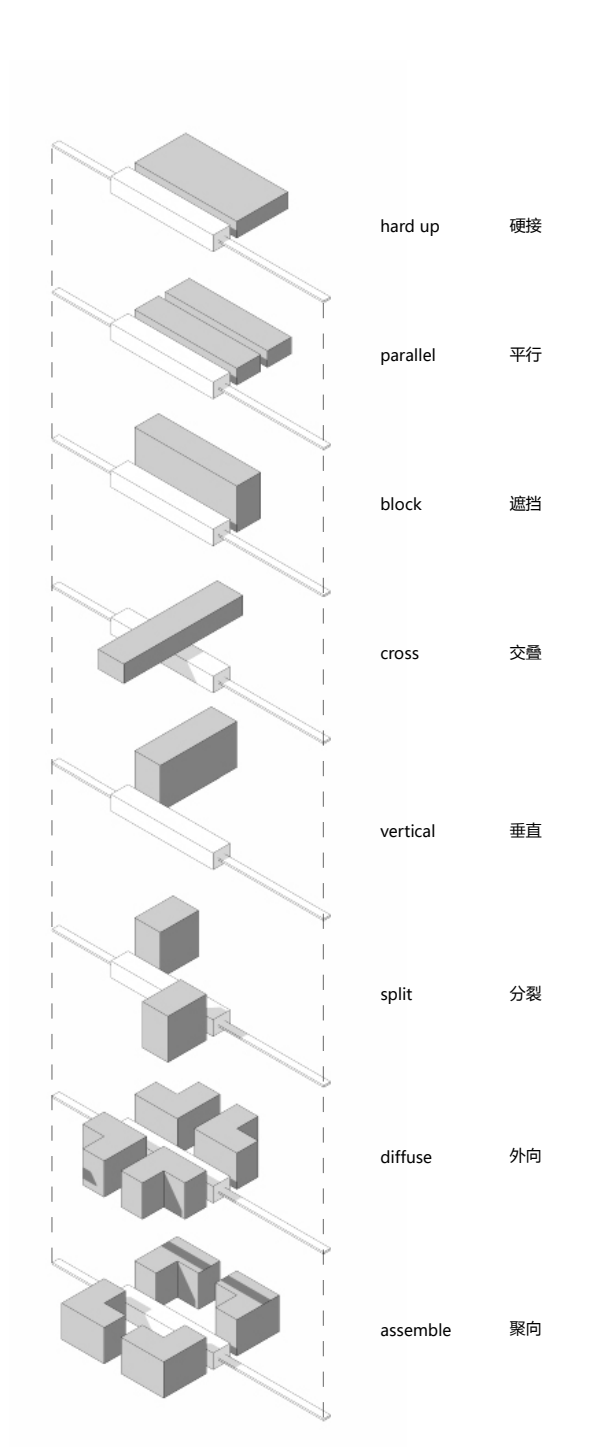 hard up 硬接
parallel 平行
block 遮挡
cross 交叠
vertical 垂直
split 分裂
diffuse 外向
assemble 聚向